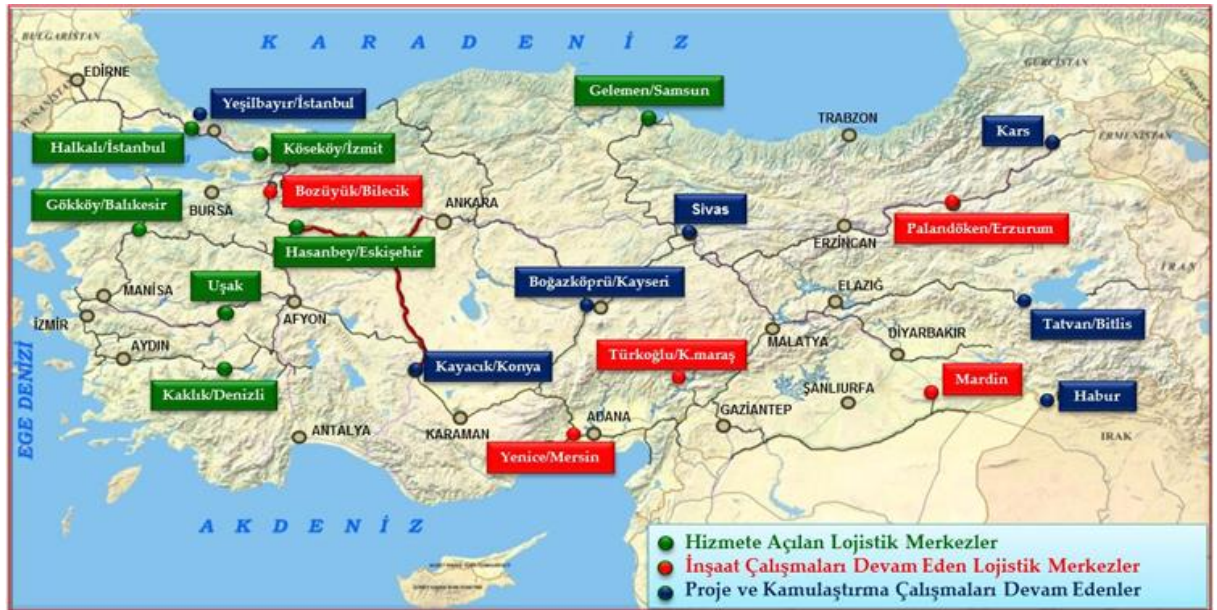 BULGARİSTAN
K A R A D E N İ Z
GÜRCİSTAN
EDİRNE
YUNANİSTAN
Yeşilbayır/İstanbul
Gelemen/Samsun
TRABZON
Kars
ERMENİSTAN
Halkalı/İstanbul
Köseköy/İzmit
Gökköy/Balıkesir
BURSA
Bozüyük/Bilecik
ANKARA
Sivas
ERZİNCAN
Palandöken/Erzurum
Hasanbey/Eskişehir
İRAN
MANİSA
Uşak
AFYON
Boğazköprü/Kayseri
ELAZIĞ
İZMİR
MALATYA
DİYARBAKIR
Tatvan/Bitlis
AYDIN
Kayacık/Konya
Türkoğlu/K.maraş
EGE DENİZİ
Kaklık/Denizli
ŞANLIURFA
Mardin
Habur
ANTALYA
KARAMAN
ADANA
GAZİANTEP
IRAK
Yenice/Mersin
A K D E N İ Z
Hizmete Açılan Lojistik Merkezler
İnşaat Çalışmaları Devam Eden Lojistik Merkezler
Proje ve Kamulaştırma Çalışmaları Devam Edenler